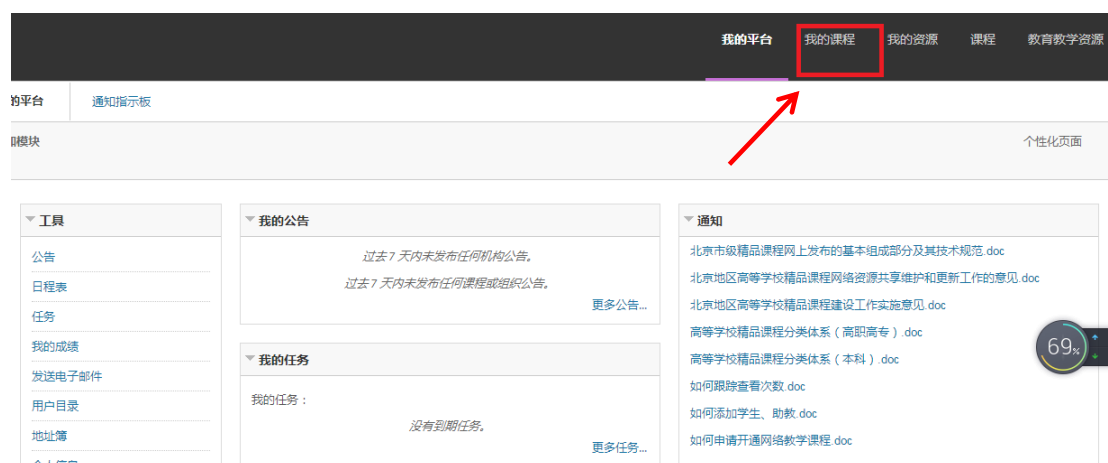 我的平台 我的课程 我的资源 课程 教育教学资源
的平台 通知指示板
模块 个性化页面
工具
公告
日程表
任务
我的成绩
发送电子邮件
用户目录
地址簿
我的公告
过去 7 天内未发布任何机构公告。
过去 7 天内未发布任何课程或组织公告。
更多公告...
我的任务
我的任务：
没有到期任务。
更多任务...
通知
北京市级精品课程网上发布的基本组成部分及其技术规范.doc
北京地区高等学校精品课程网络资源共享维护和更新工作的意见.doc
北京地区高等学校精品课程建设工作实施意见.doc
高等学校精品课程分类体系（高职高专）.doc
高等学校精品课程分类体系（本科）.doc
如何跟踪查看次数.doc
如何添加学生、助教.doc
如何申请开通网络教学课程.doc
69%